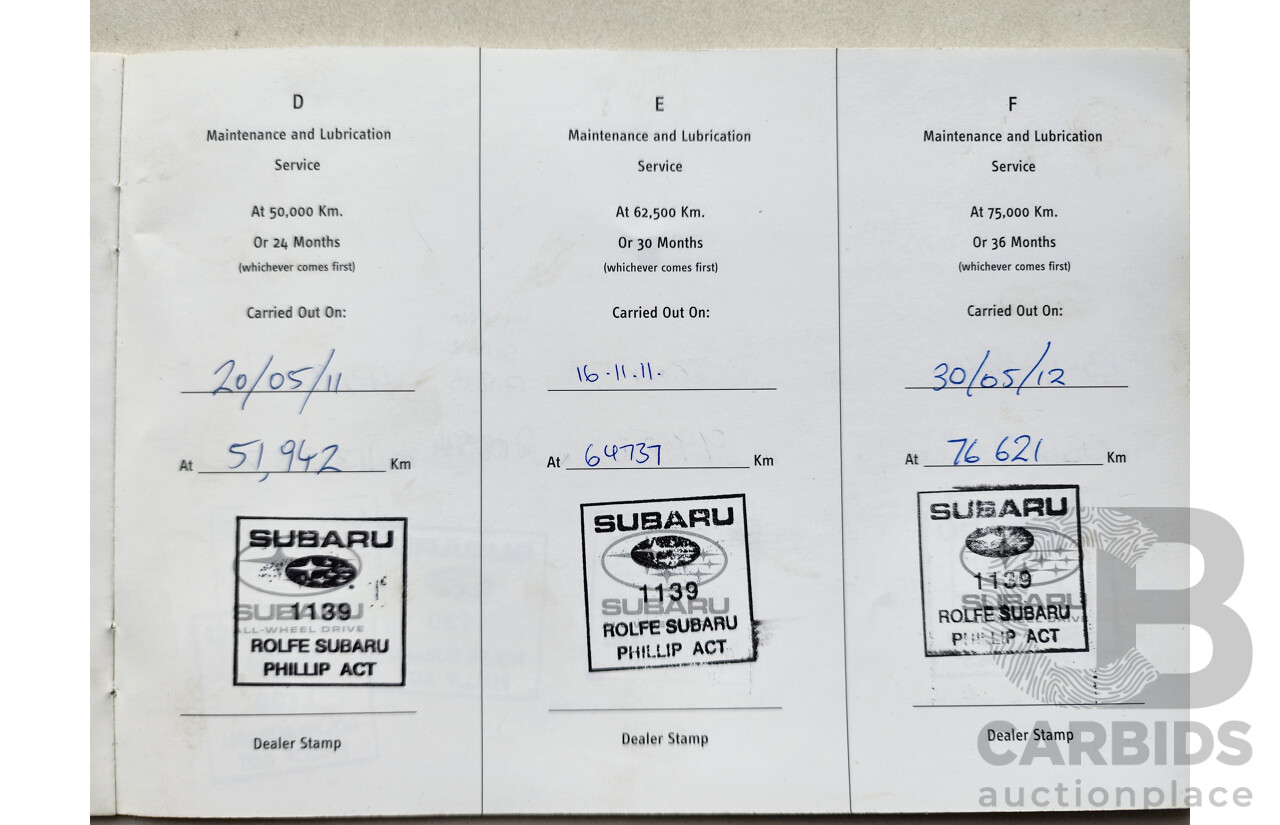 D
Maintenance and Lubrication
Service
At 50,000 Km.
Or 24 Months
(whichever comes first)
Carried Out On:
20/05/11
At 51,942 Km
SUBARU
1139
SUBARU
ALL-WHEEL DRIVE
ROLFE SUBARU
PHILLIP ACT
Dealer Stamp
E
Maintenance and Lubrication
Service
At 62,500 Km.
Or 30 Months
(whichever comes first)
Carried Out On:
16.11.11.
At 64737 Km
SUBARU
1139
SUBARU
ROLFE SUBARU
PHILLIP ACT
Dealer Stamp
F
Maintenance and Lubrication
Service
At 75,000 Km.
Or 36 Months
(whichever comes first)
Carried Out On:
30/05/12
At 76 621 Km
SUBARU
1139
SUBARU
ROLFE SUBARU
PHILLIP ACT
Dealer Stamp
B
CARBIDS
auctionplace